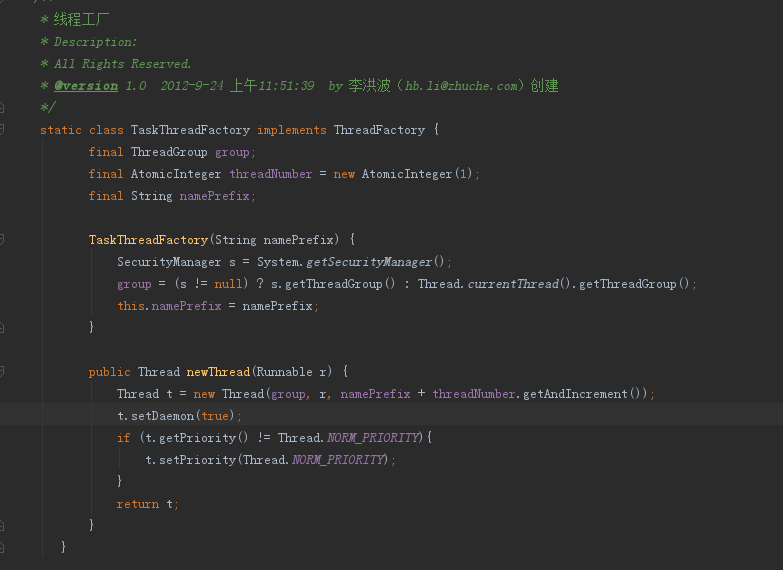 * 线程工厂
* Description:
* All Rights Reserved.
* @version 1.0  2012-9-24 上午11:51:39  by 李洪波（hb.li@zhuche.com）创建
*/
static class TaskThreadFactory implements ThreadFactory {
final ThreadGroup group;
final AtomicInteger threadNumber = new AtomicInteger(1);
final String namePrefix;
TaskThreadFactory(String namePrefix) {
SecurityManager s = System.getSecurityManager();
group = (s != null) ? s.getThreadGroup() : Thread.currentThread().getThreadGroup();
this.namePrefix = namePrefix;
}
public Thread newThread(Runnable r) {
Thread t = new Thread(group, r, namePrefix + threadNumber.getAndIncrement());
t.setDaemon(true);
if (t.getPriority() != Thread.NORM_PRIORITY){
t.setPriority(Thread.NORM_PRIORITY);
}
return t;
}
}